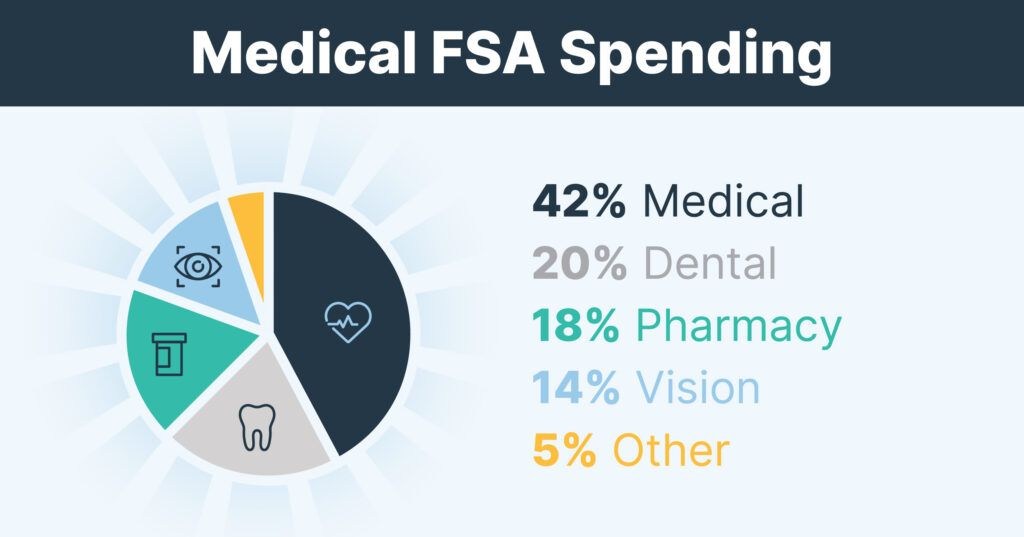 Medical FSA Spending
42% Medical
20% Dental
18% Pharmacy
14% Vision
5% Other